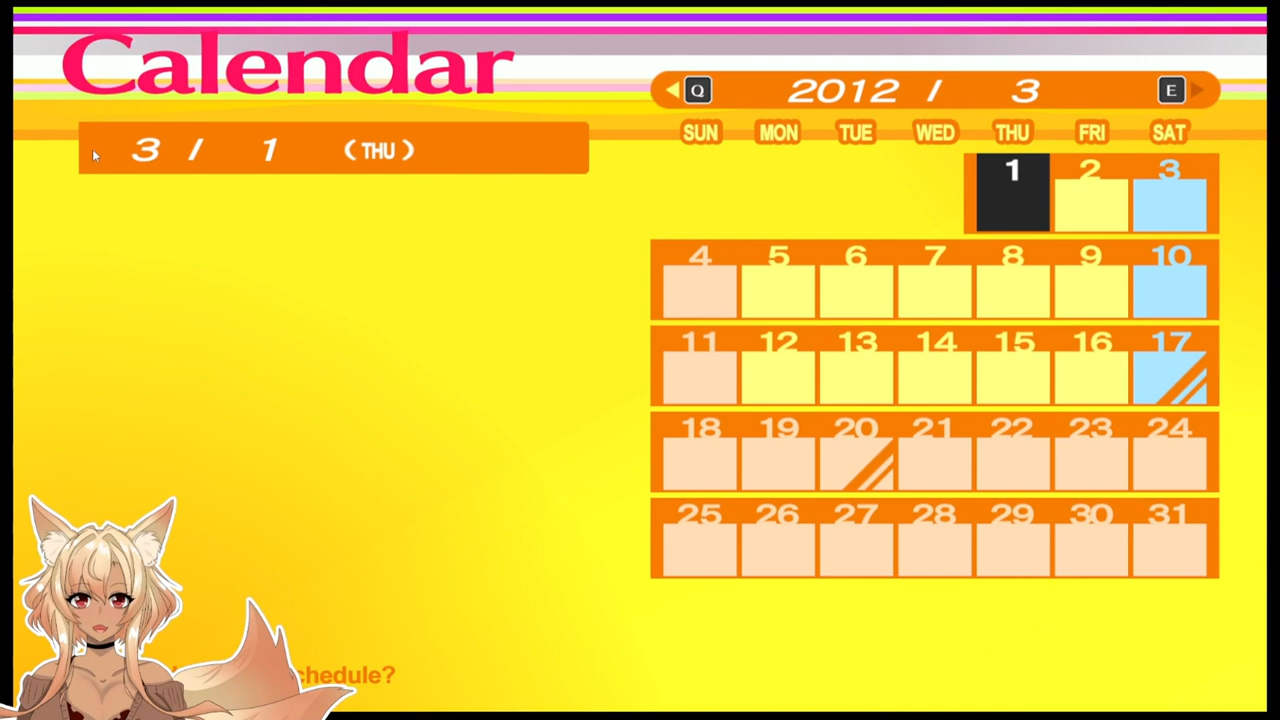 Calendar
Q 2012 / 3 E
3 / 1 (THU)
SUN MON TUE WED THU FRI SAT
1 2 3
4 5 6 7 8 9 10
11 12 13 14 15 16 17
18 19 20 21 22 23 24
25 26 27 28 29 30 31
chedule?